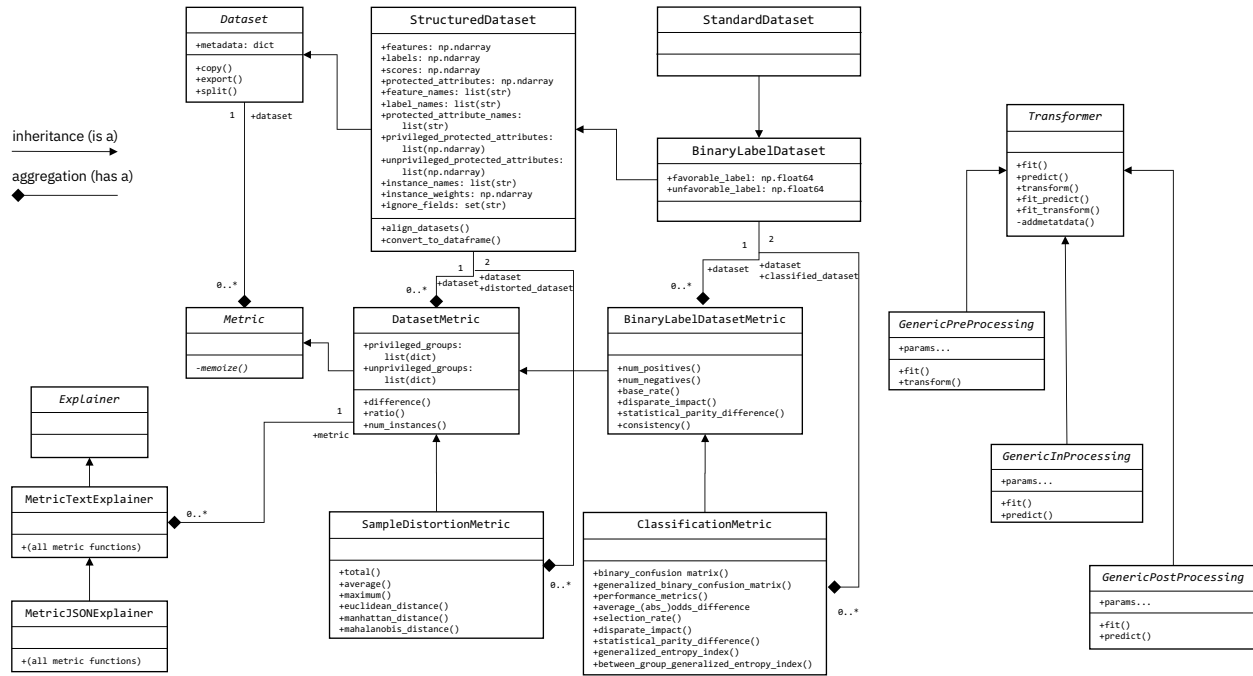 Dataset
+metadata: dict
+copy()
+export()
+split()
1
+dataset
StructuredDataset
+features: np.ndarray
+labels: np.ndarray
+scores: np.ndarray
+protected_attributes: np.ndarray
+feature_names: list(str)
+label_names: list(str)
+protected_attribute_names:
list(str)
+privileged_protected_attributes:
list(np.ndarray)
+unprivileged_protected_attributes:
list(np.ndarray)
+instance_names: list(str)
+instance_weights: np.ndarray
+ignore_fields: set(str)
+align_datasets()
+convert_to_dataframe()
StandardDataset
BinaryLabelDataset
+favorable_label: np.float64
+unfavorable_label: np.float64
inheritance (is a)
aggregation (has a)
Transformer
+fit()
+predict()
+transform()
+fit_predict()
+fit_transform()
-addmetatdata()
0..*
1
+dataset
2
+dataset
+distorted_dataset
0..*
1
+dataset
2
+dataset
+classified_dataset
0..*
Metric
-memoize()
DatasetMetric
+privileged_groups:
list(dict)
+unprivileged_groups:
list(dict)
+difference()
+ratio()
+num_instances()
BinaryLabelDatasetMetric
+num_positives()
+num_negatives()
+base_rate()
+disparate_impact()
+statistical_parity_difference()
+consistency()
GenericPreProcessing
+params...
+fit()
+transform()
Explainer
1
+metric
0..*
MetricTextExplainer
+(all metric functions)
MetricJSONExplainer
+(all metric functions)
SampleDistortionMetric
+total()
+average()
+maximum()
+euclidean_distance()
+manhattan_distance()
+mahalanobis_distance()
0..*
ClassificationMetric
+binary_confusion matrix()
+generalized_binary_confusion_matrix()
+performance_metrics()
+average_(abs_)odds_difference
+selection_rate()
+disparate_impact()
+statistical_parity_difference()
+generalized_entropy_index()
+between_group_generalized_entropy_index()
0..*
GenericInProcessing
+params...
+fit()
+predict()
GenericPostProcessing
+params...
+fit()
+predict()